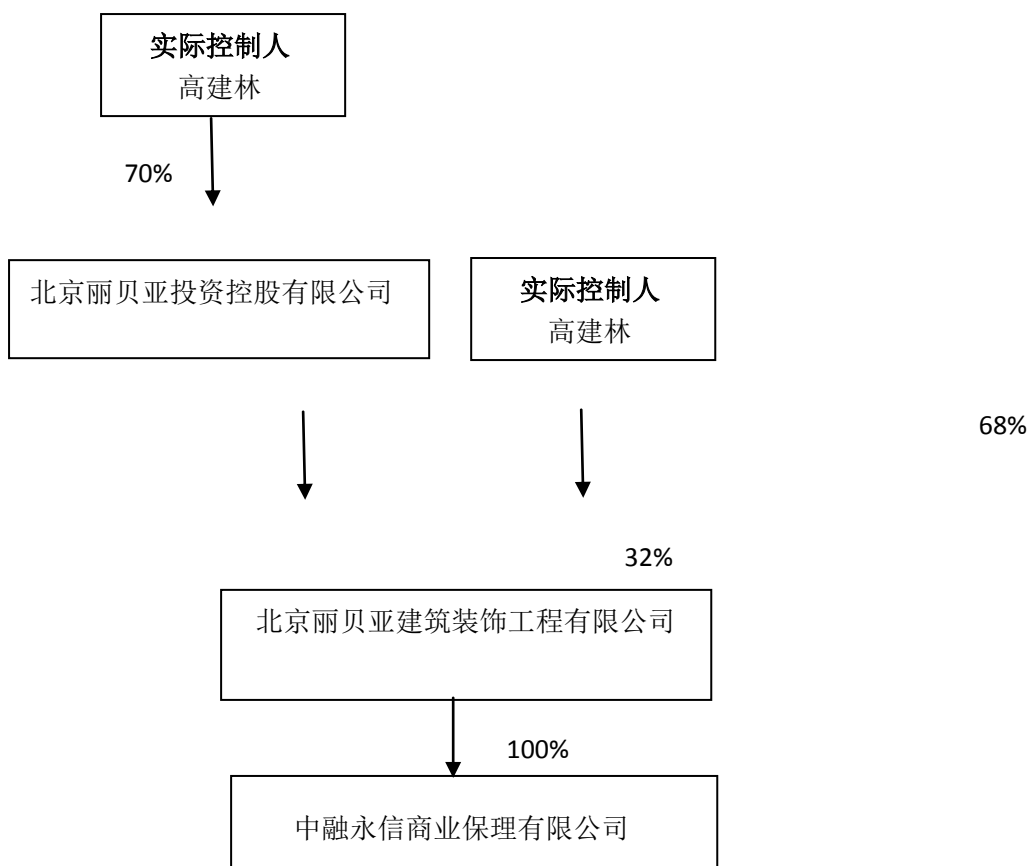 实际控制人
高建林
70%
北京丽贝亚投资控股有限公司
实际控制人
高建林
68%
32%
北京丽贝亚建筑装饰工程有限公司
100%
中融永信商业保理有限公司